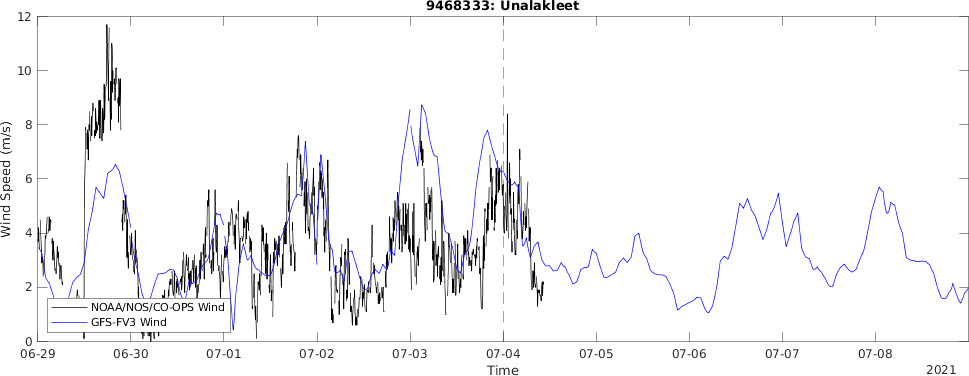 9468333: Unalakleet
12
10
8
6
4
2
0
Wind Speed (m/s)
NOAA/NOS/CO-OPS Wind
GFS-FV3 Wind
06-29 06-30 07-01 07-02 07-03 07-04 07-05 07-06 07-07 07-08
Time
2021